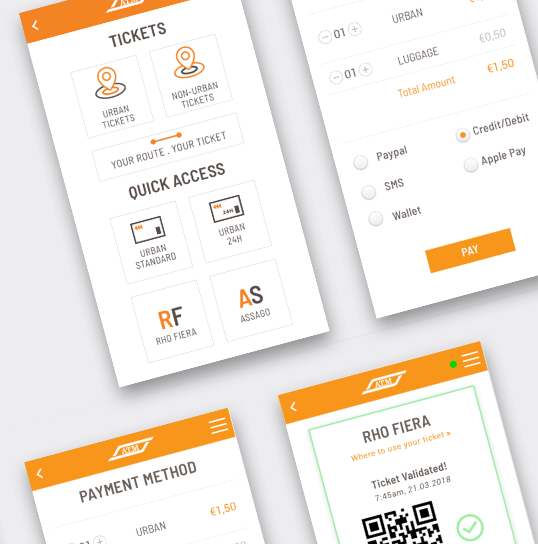 ATM
TICKETS
URBAN
TICKETS
NON-URBAN
TICKETS
YOUR ROUTE . YOUR TICKET
QUICK ACCESS
URBAN
STANDARD
24H
URBAN
24H
RF
RHO FIERA
AS
ASSAGO
01 URBAN
01 LUGGAGE €0,50
Total Amount €1,50
Paypal
Credit/Debit
SMS
Apple Pay
Wallet
PAY
ATM
PAYMENT METHOD
URBAN €1,50
ATM
RHO FIERA
Where to use your ticket »
Ticket Validated!
7:45am, 21.03.2018